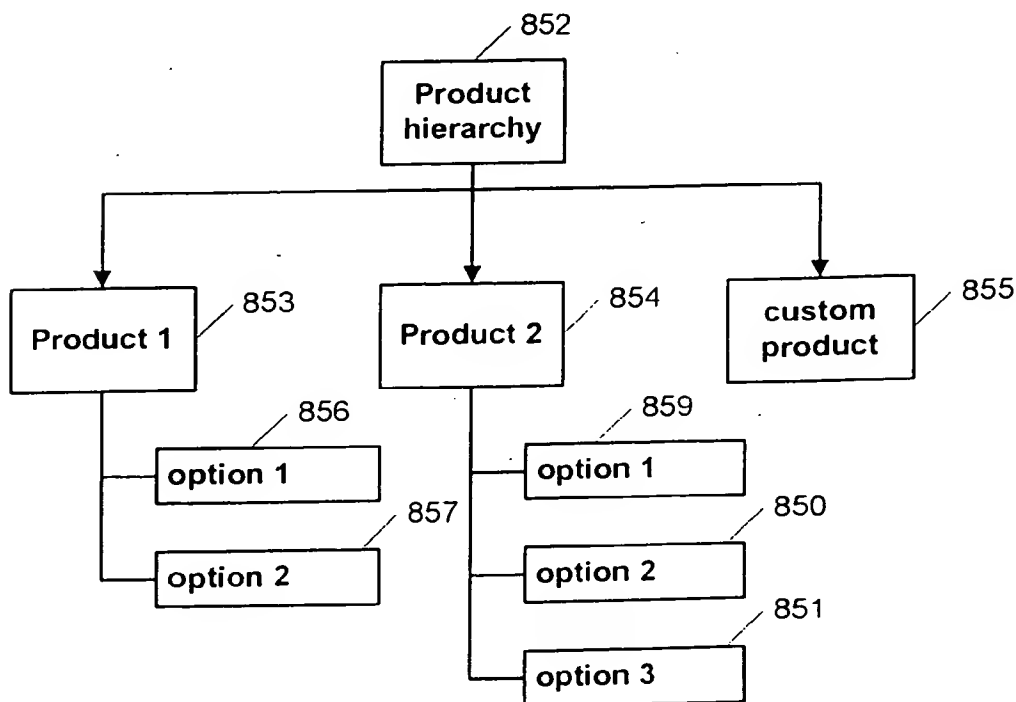 852
Product
hierarchy
Product 1
853
Product 2
854
custom
product
855
856
option 1
857
option 2
859
option 1
850
option 2
851
option 3